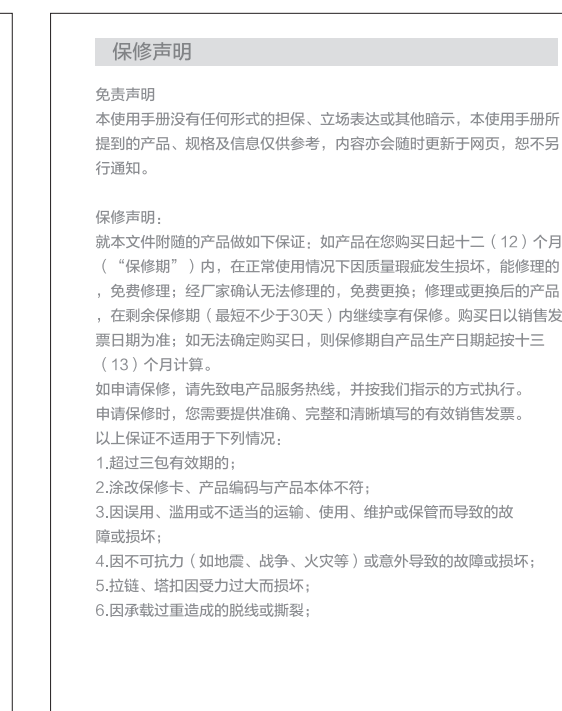 保修声明
免责声明
本使用手册没有任何形式的担保、立场表达或其他暗示，本使用手册所
提到的产品、规格及信息仅供参考，内容亦会随时更新于网页，恕不另
行通知。
保修声明：
就本文件附随的产品做如下保证；如产品在您购买日起十二（12）个月
（“保修期”）内，在正常使用情况下因质量瑕疵发生损坏，能修理的
，免费修理；经厂家确认无法修理的，免费更换；修理或更换后的产品
，在剩余保修期（最短不少于30天）内继续享有保修。购买日以销售发
票日期为准；如无法确定购买日，则保修期自产品生产日期起按十三
（13）个月计算。
如申请保修，请先致电产品服务热线，并按我们指示的方式执行。
申请保修时，您需要提供准确、完整和清晰填写的有效销售发票。
以上保证不适用于下列情况：
1.超过三包有效期的；
2.涂改保修卡、产品编码与产品本体不符；
3.因误用、滥用或不适当的运输、使用、维护或保管而导致的故
障或损坏；
4.因不可抗力（如地震、战争、火灾等）或意外导致的故障或损坏；
5.拉链、塔扣因受力过大而损坏；
6.因承载过重造成的脱线或撕裂；